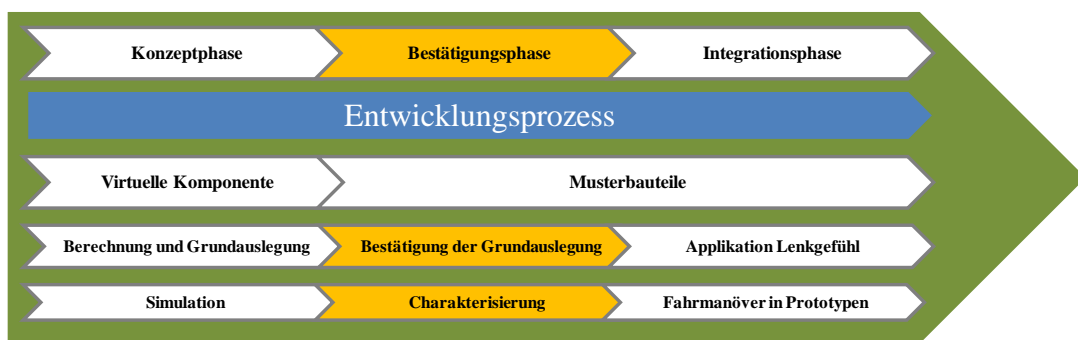 Konzeptphase
Bestätigungsphase
Integrationsphase
Entwicklungsprozess
Virtuelle Komponente
Musterbauteile
Berechnung und Grundauslegung
Bestätigung der Grundauslegung
Applikation Lenkgefühl
Simulation
Charakterisierung
Fahrmanöver in Prototypen